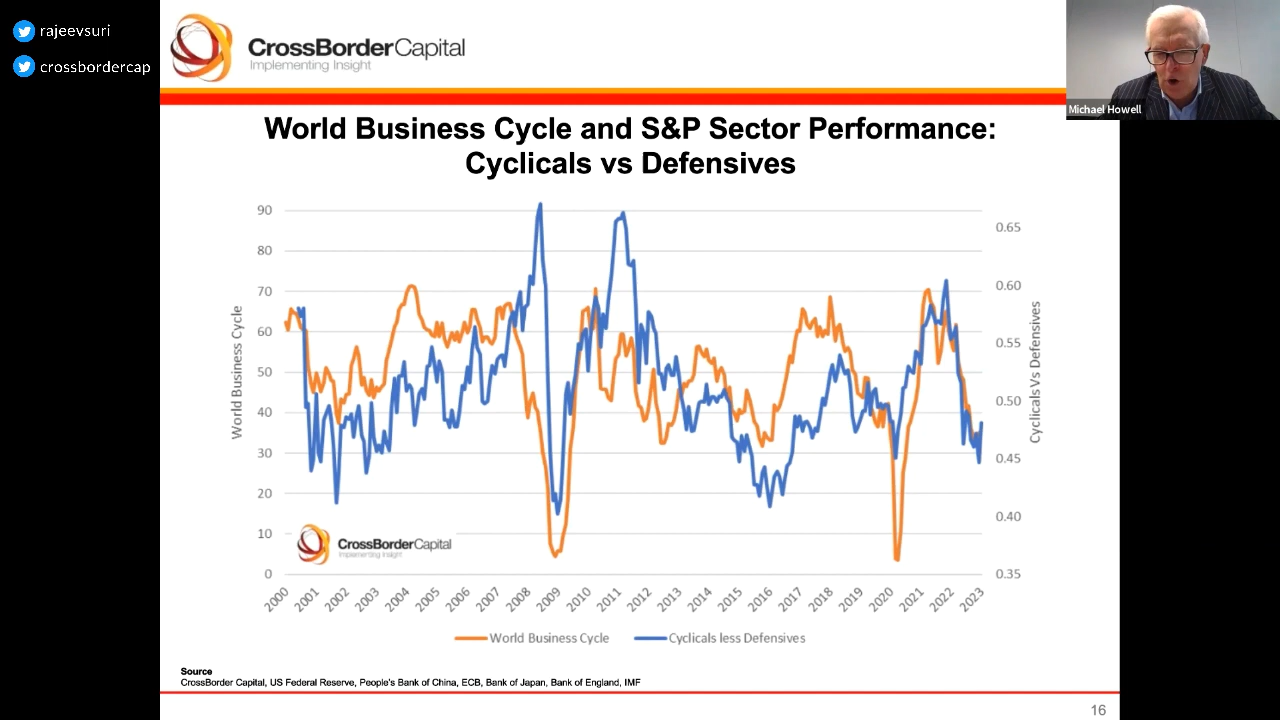 rajeevsuri
crossbordercap
CrossBorderCapital
Implementing Insight
Michael Howell
World Business Cycle and S&P Sector Performance:
Cyclicals vs Defensives
90
80
70
60
50
40
30
20
10
0
World Business Cycle
0.65
0.60
0.55
0.50
0.45
0.40
0.35
Cyclicals Vs Defensives
CrossBorderCapital
Implementing Insight
2000 2001 2002 2003 2004 2005 2006 2007 2008 2009 2010 2011 2012 2013 2014 2015 2016 2017 2018 2019 2020 2021 2022 2023
World Business Cycle Cyclicals less Defensives
Source
CrossBorder Capital, US Federal Reserve, People's Bank of China, ECB, Bank of Japan, Bank of England, IMF
16